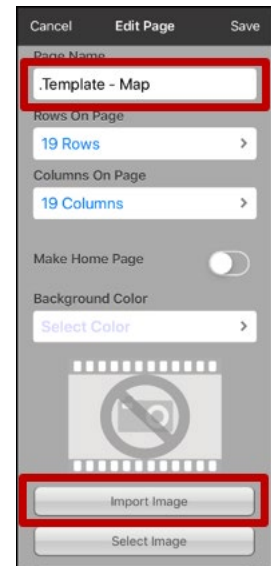 Cancel Edit Page Save
Page Name
.Template - Map
Rows On Page
19 Rows >
Columns On Page
19 Columns >
Make Home Page
Background Color
Select Color >
Import Image
Select Image